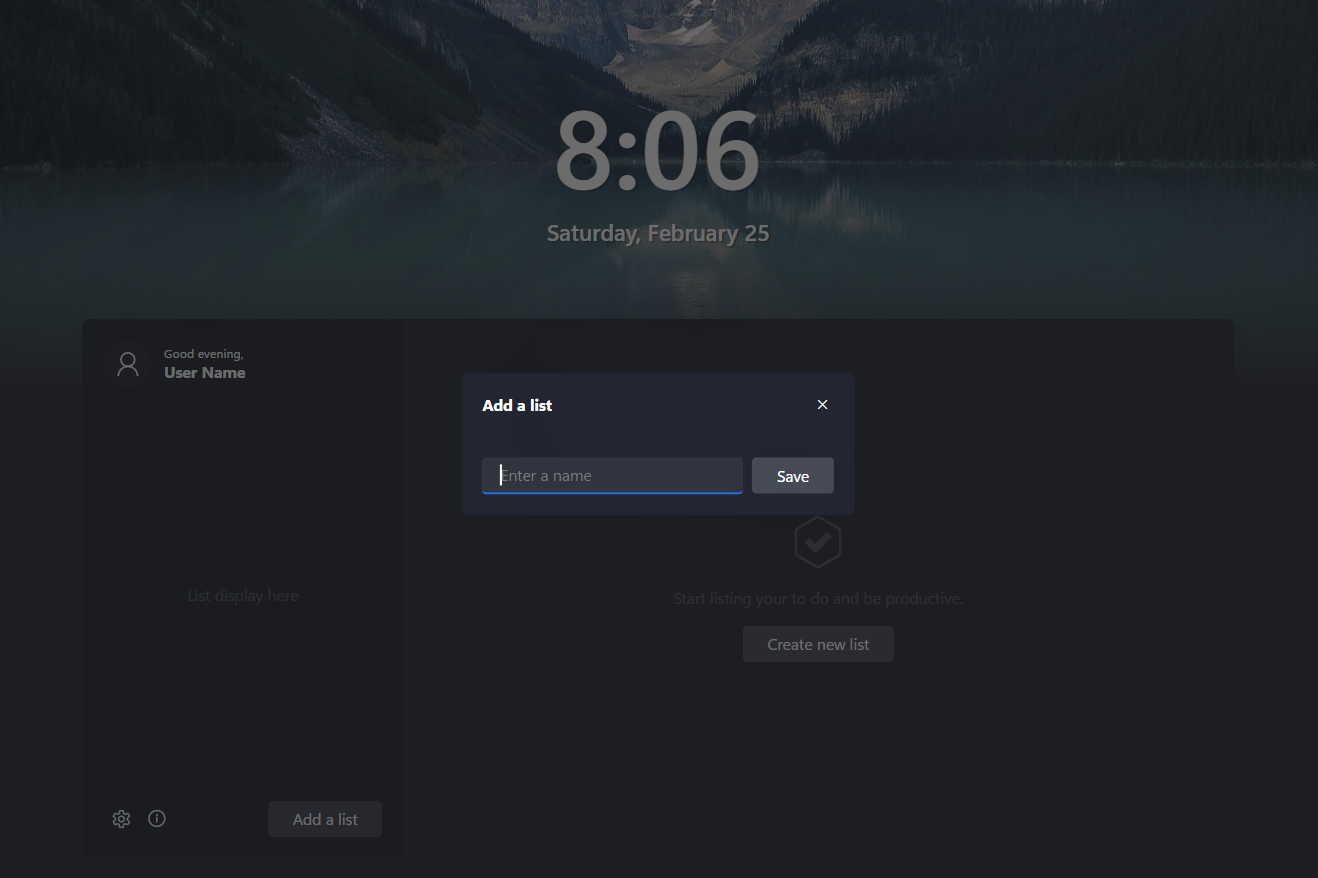 8:06
Saturday, February 25
Good evening,
User Name
Add a list
Enter a name
Save
List display here
Start listing your to do and be productive.
Create new list
Add a list